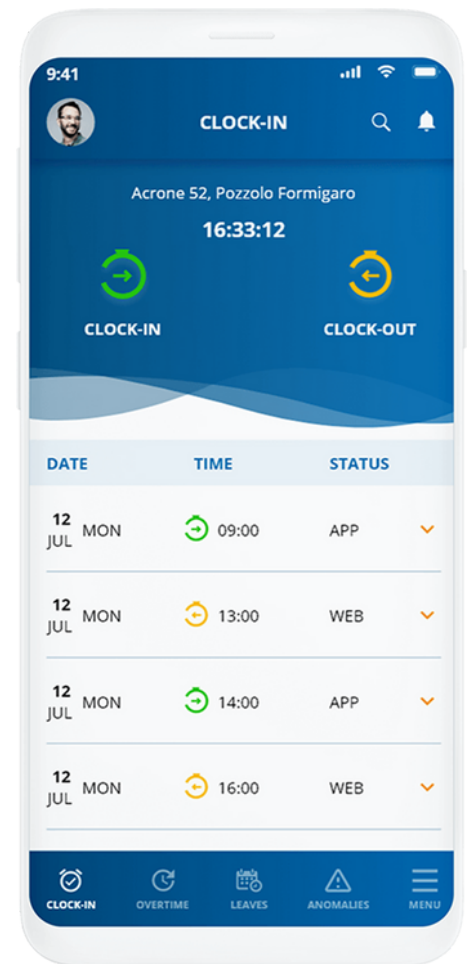 9:41
CLOCK-IN
Acrone 52, Pozzolo Formigaro
16:33:12
CLOCK-IN CLOCK-OUT
DATE TIME STATUS
12 JUL MON 09:00 APP
12 JUL MON 13:00 WEB
12 JUL MON 14:00 APP
12 JUL MON 16:00 WEB
CLOCK-IN OVERTIME LEAVES ANOMALIES MENU